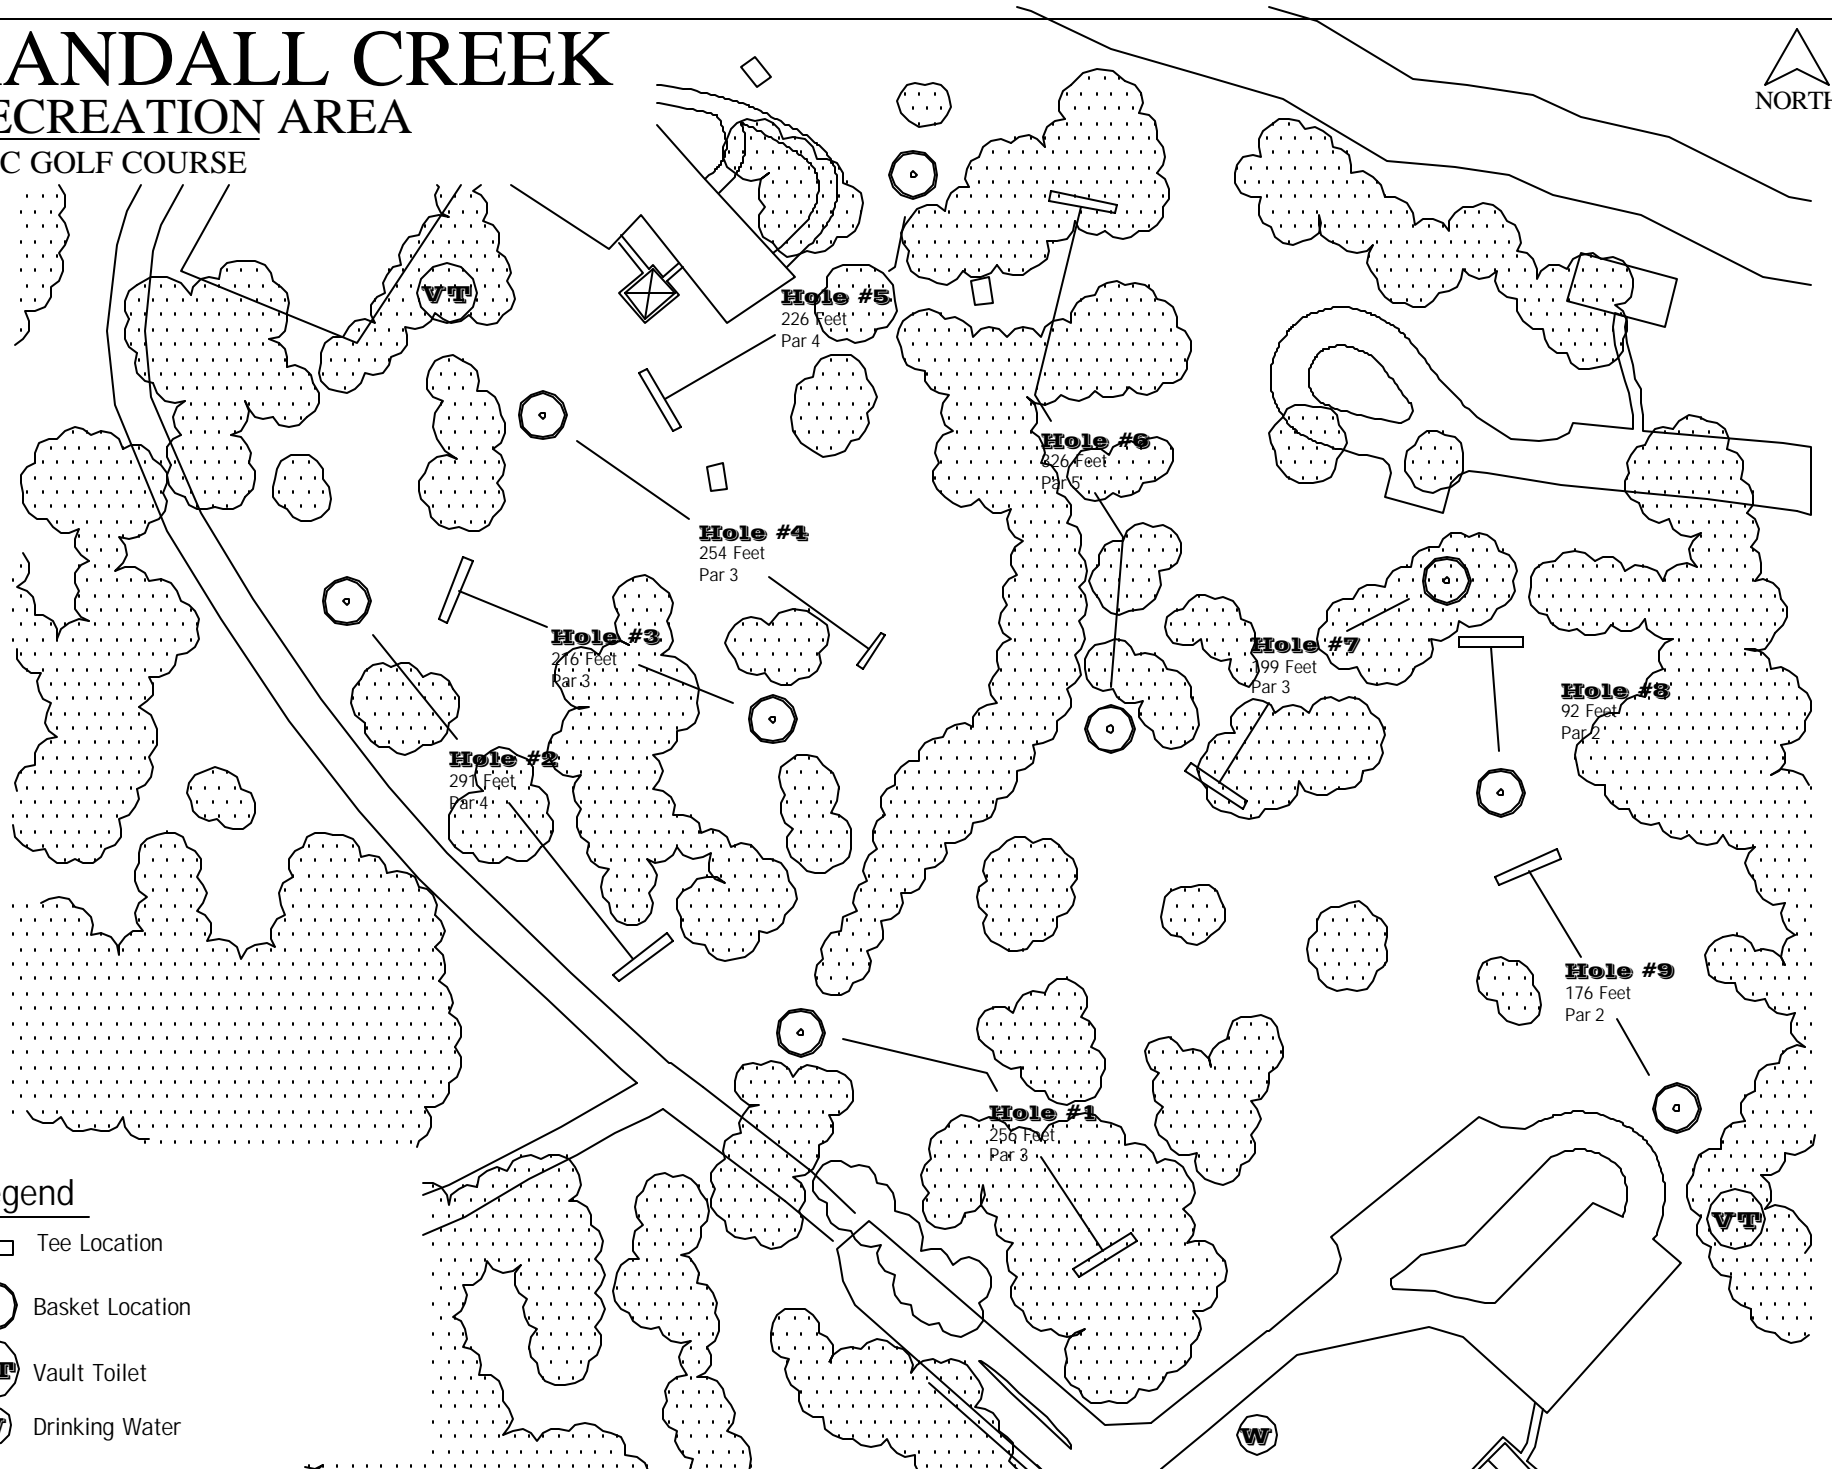 ANDALL CREEK
ECREATION AREA
C GOLF COURSE
NORTH
VT
Hole #5
226 Feet
Par 4
Hole #6
326 Feet
Par 5
Hole #4
254 Feet
Par 3
Hole #3
216 Feet
Par 3
Hole #7
199 Feet
Par 3
Hole #8
92 Feet
Par 2
Hole #2
291 Feet
Par 4
Hole #9
176 Feet
Par 2
Hole #1
256 Feet
Par 3
VT
egend
Tee Location
Basket Location
T Vault Toilet
Drinking Water
W